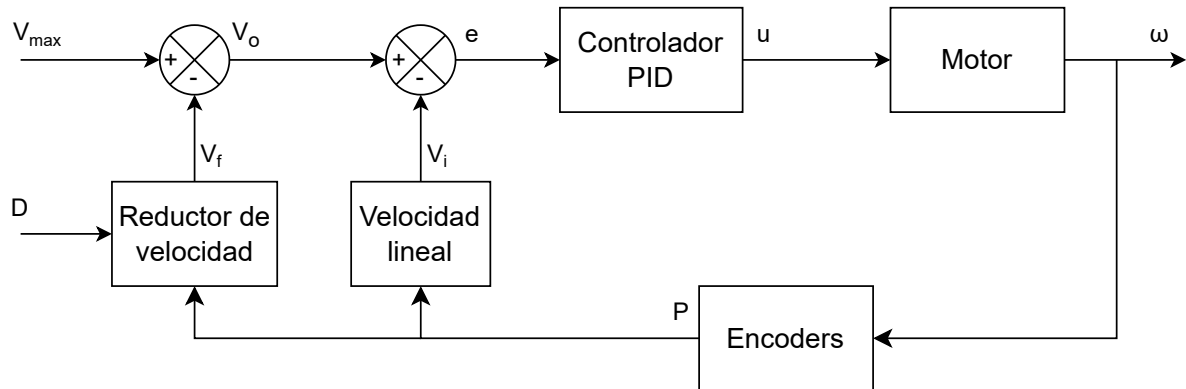 V_max
+
-
V_o
+
-
e
Controlador
PID
u
Motor
ω
V_f
V_i
D
Reductor de
velocidad
Velocidad
lineal
P
Encoders